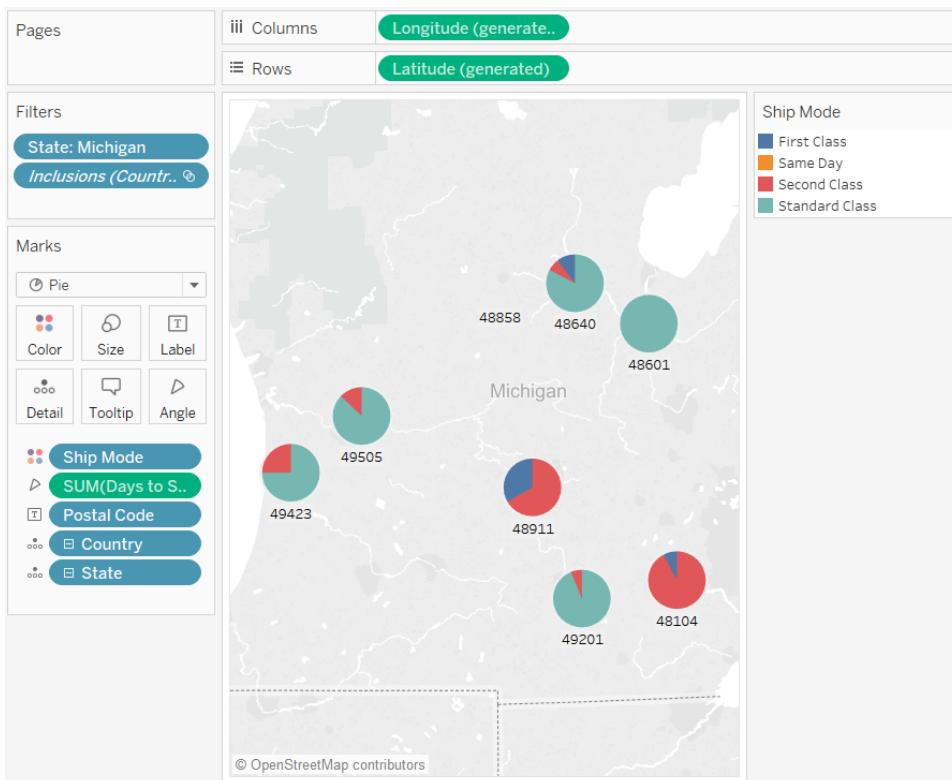 Pages
Columns
Longitude (generate..
Rows
Latitude (generated)
Filters
State: Michigan
Inclusions (Countr..
Marks
Pie
Color
Size
Label
Detail
Tooltip
Angle
Ship Mode
SUM(Days to S..
Postal Code
Country
State
48858
48640
48601
Michigan
49505
49423
48911
49201
48104
© OpenStreetMap contributors
Ship Mode
First Class
Same Day
Second Class
Standard Class